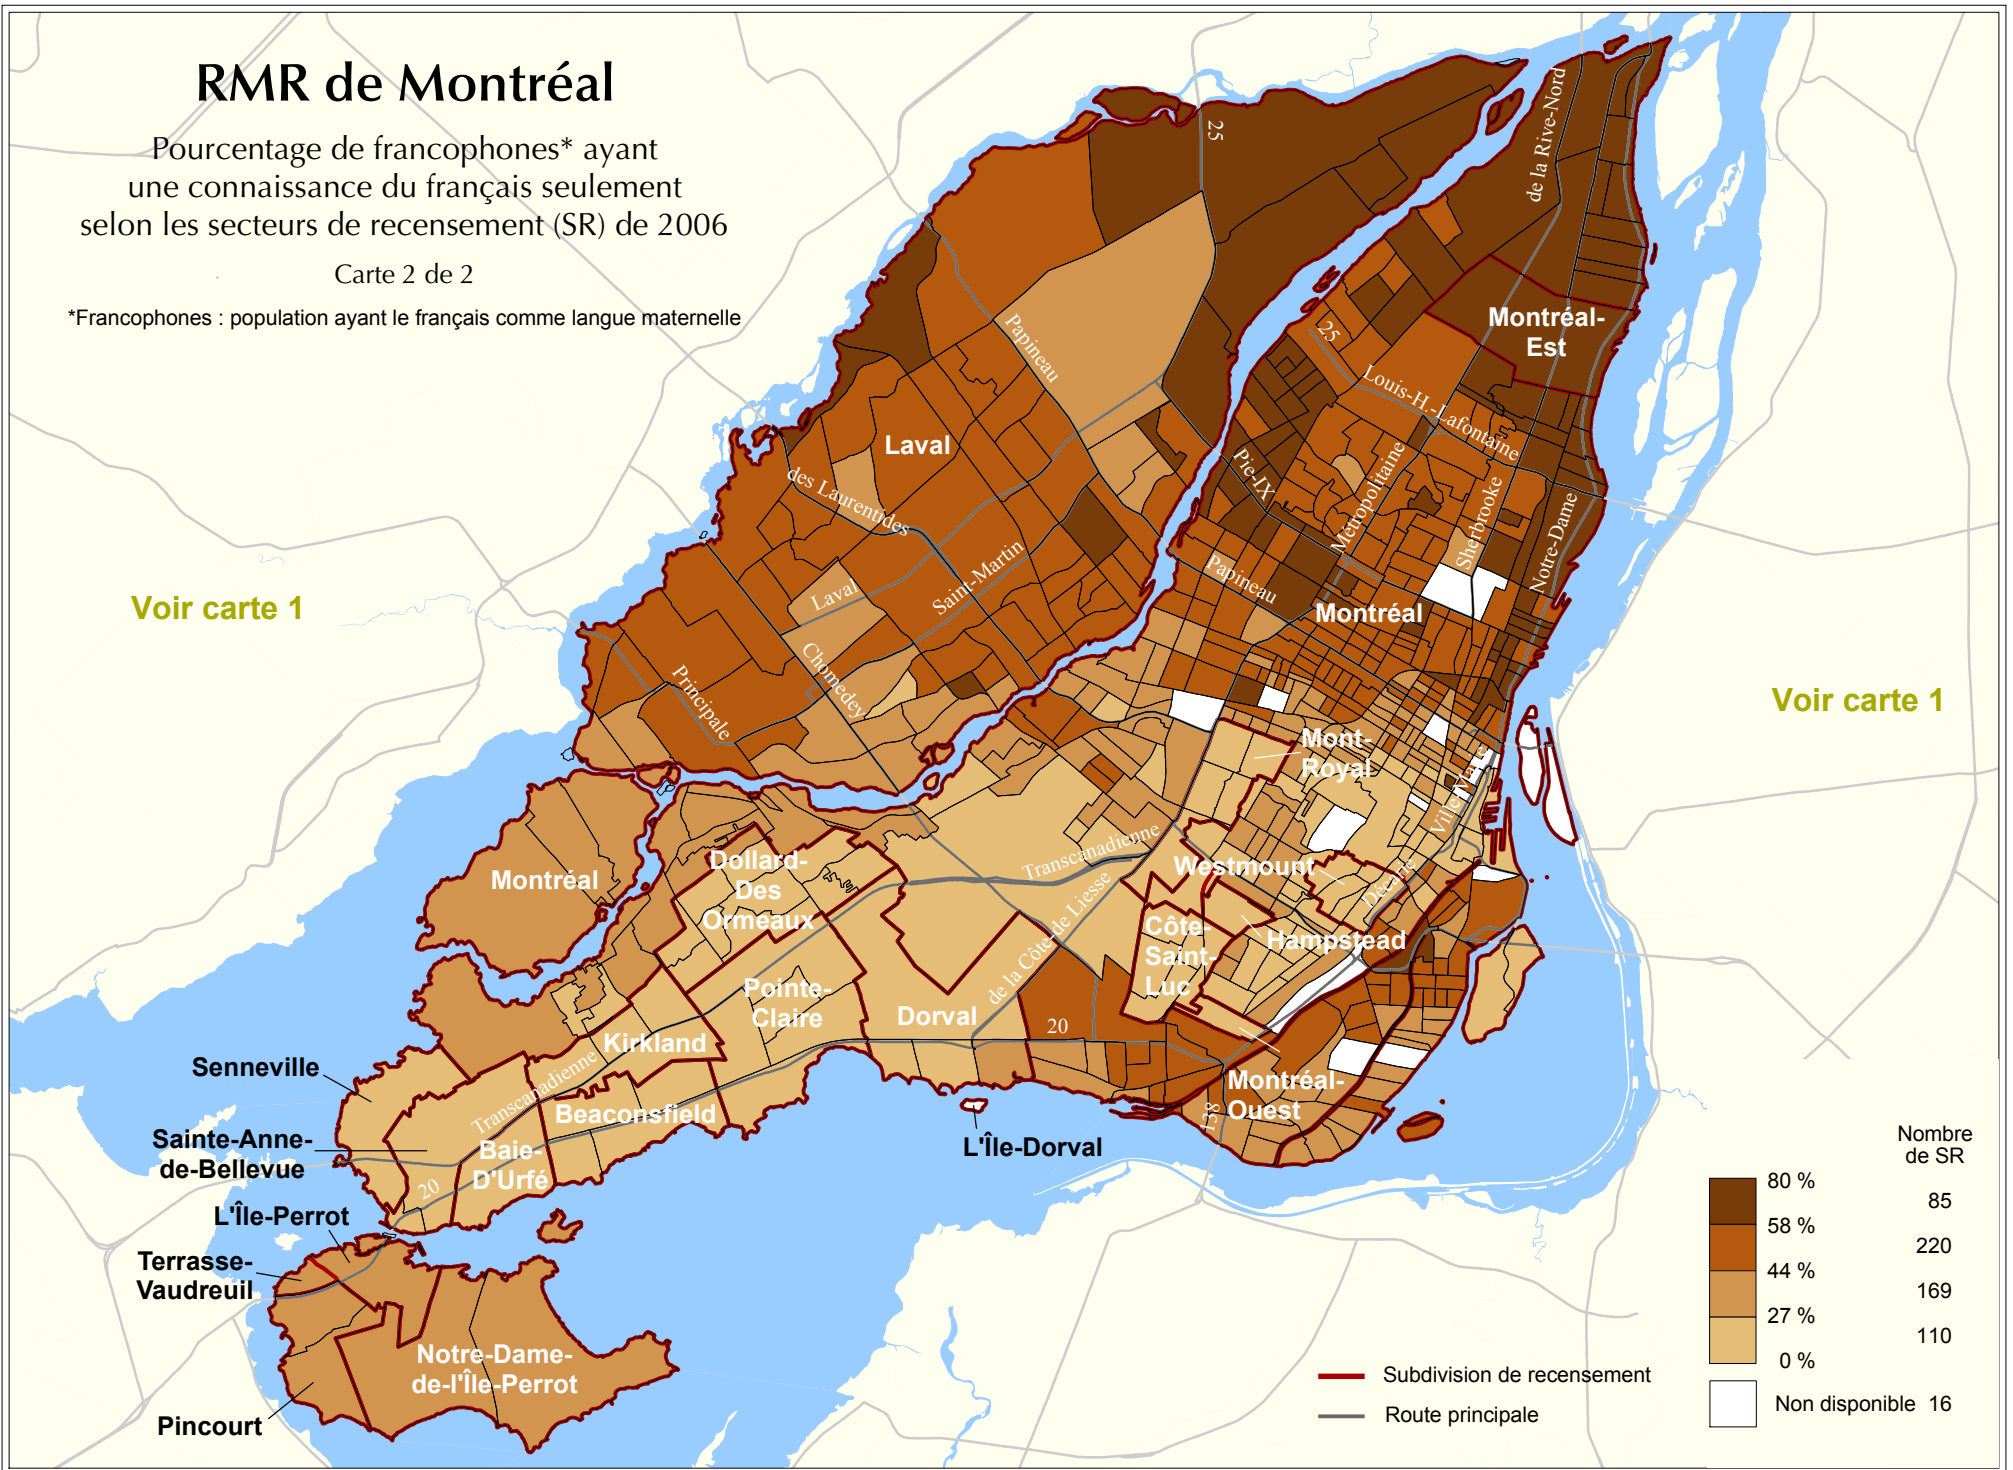 RMR de Montréal
Pourcentage de francophones* ayant
une connaissance du français seulement
selon les secteurs de recensement (SR) de 2006
Carte 2 de 2
*Francophones : population ayant le français comme langue maternelle
25
de la Rive-Nord
Montréal-
Est
Papineau
25
Louis-H.-Lafontaine
Laval
des Laurentides
Pie-IX
Métropolitaine
Sherbrooke
Notre-Dame
Saint-Martin
Laval
Papineau
Montréal
Voir carte 1
Voir carte 1
Chomedey
Principale
Mont-
Royal
Ville-Marie
Transcanadienne
Westmount
Décarie
Montréal
Dollard-
Des
Ormeaux
de la Côte-de Liesse
Côte-
Saint-
Luc
Hampstead
Pointe-
Claire
Dorval
20
Kirkland
Senneville
Transcanadienne
Beaconsfield
Montréal-
Ouest
138
L'Île-Dorval
Sainte-Anne-
de-Bellevue
Baie-
D'Urfé
20
L'Île-Perrot
Terrasse-
Vaudreuil
Notre-Dame-
de-l'Île-Perrot
Pincourt
Nombre
de SR
80 %
85
58 %
220
44 %
169
27 %
110
0 %
Non disponible 16
Subdivision de recensement
Route principale